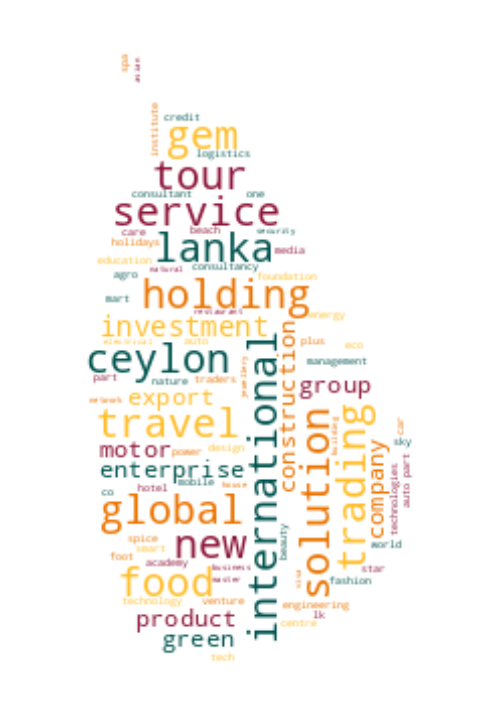 spa
asian
institute
credit
gem
logistics
tour
consultant
one
service
care
beach
security
holidays
lanka
media
education
natural
consultancy
agro
foundation
holding
mart
restaurant
energy
investment
electrical
auto
plus
eco
ceylon
management
part
nature
traders
jewellery
group
network
export
travel
international
construction
solution
building
trading
company
car
sky
motor
power
design
enterprise
technologies
auto part
co
hotel
mobile
house
global
spice
new
beauty
world
smart
foot
academy
business
star
food
master
visa
fashion
technology
venture
engineering
product
lk
centre
green
tech